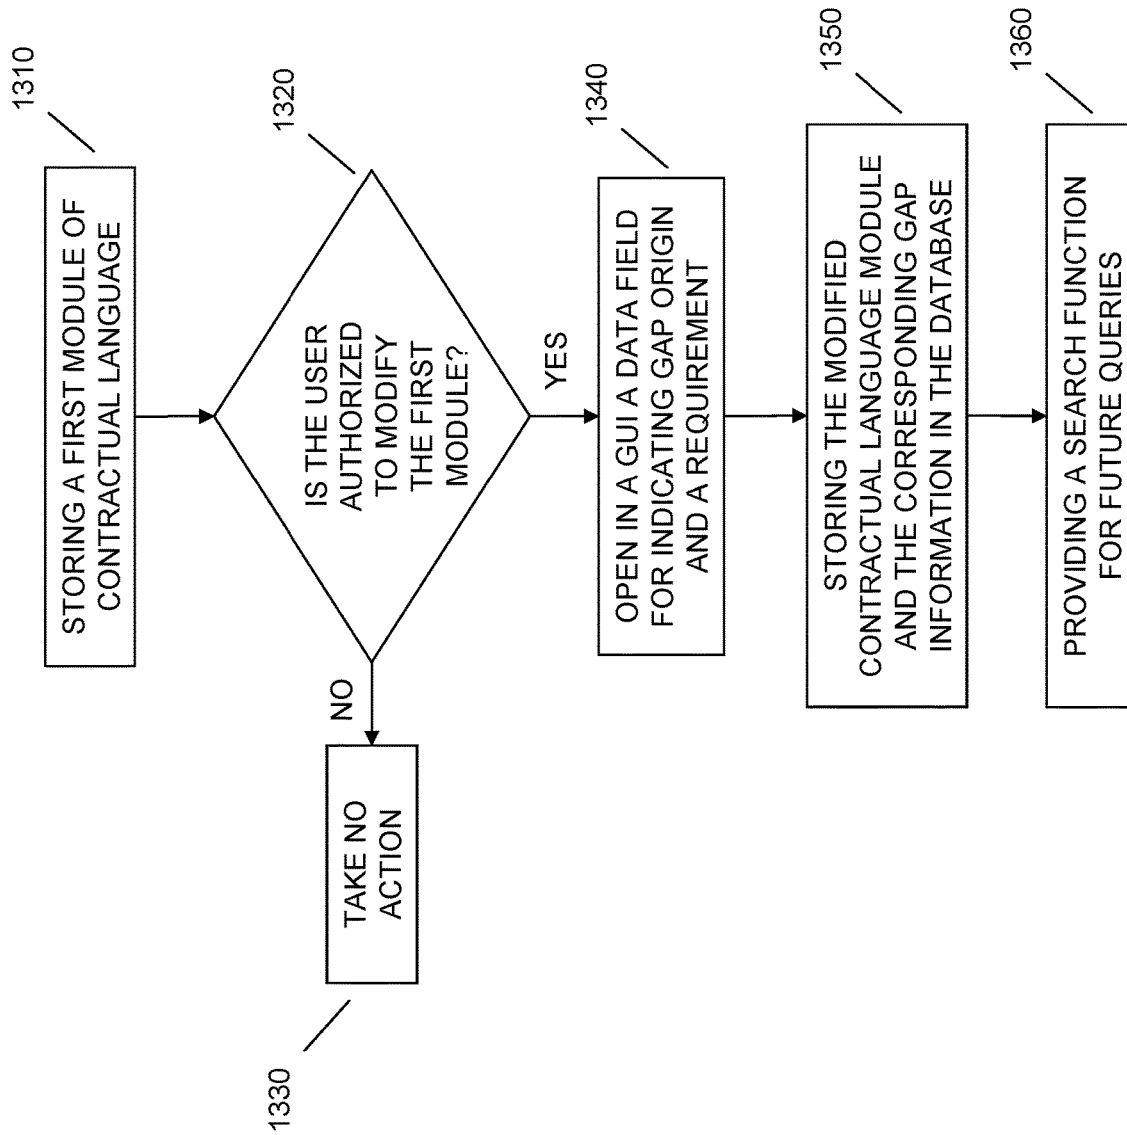 1310
STORING A FIRST MODULE OF
CONTRACTUAL LANGUAGE
1320
IS THE USER
AUTHORIZED
TO MODIFY
THE FIRST
MODULE?
NO
YES
1330
TAKE NO
ACTION
1340
OPEN IN A GUI A DATA FIELD
FOR INDICATING GAP ORIGIN
AND A REQUIREMENT
1350
STORING THE MODIFIED
CONTRACTUAL LANGUAGE MODULE
AND THE CORRESPONDING GAP
INFORMATION IN THE DATABASE
1360
PROVIDING A SEARCH FUNCTION
FOR FUTURE QUERIES